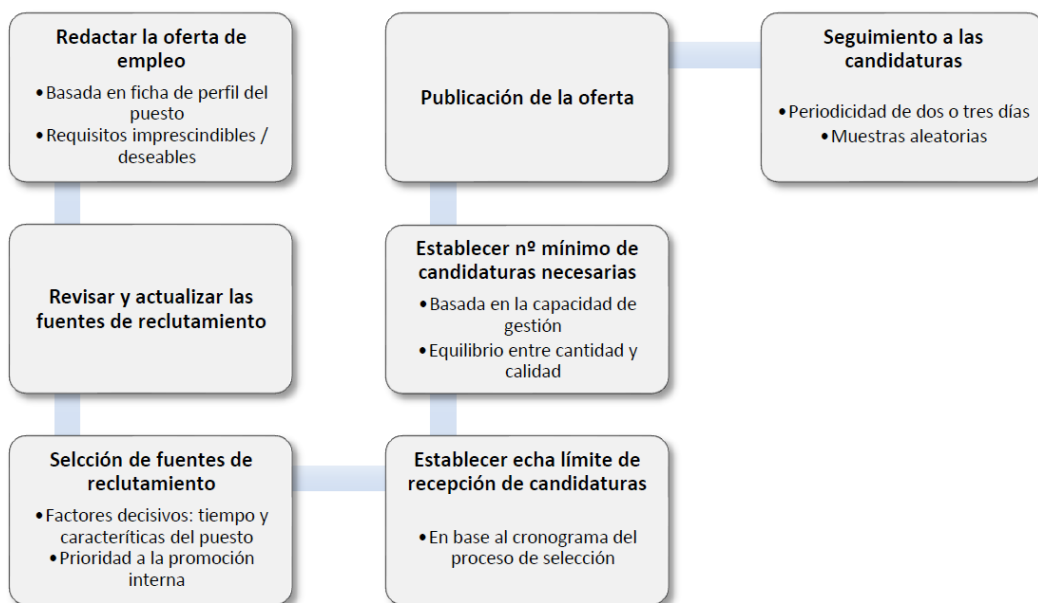 Redactar la oferta de
empleo
• Basada en ficha de perfil del
puesto
• Requisitos imprescindibles /
deseables
Revisar y actualizar las
fuentes de reclutamiento
Selcción de fuentes de
reclutamiento
• Factores decisivos: tiempo y
caracteríticas del puesto
• Prioridad a la promoción
interna
Establecer echa límite de
recepción de candidaturas
• En base al cronograma del
proceso de selección
Establecer nº mínimo de
candidaturas necesarias
• Basada en la capacidad de
gestión
• Equilibrio entre cantidad y
calidad
Publicación de la oferta
Seguimiento a las
candidaturas
• Periodicidad de dos o tres días
• Muestras aleatorias